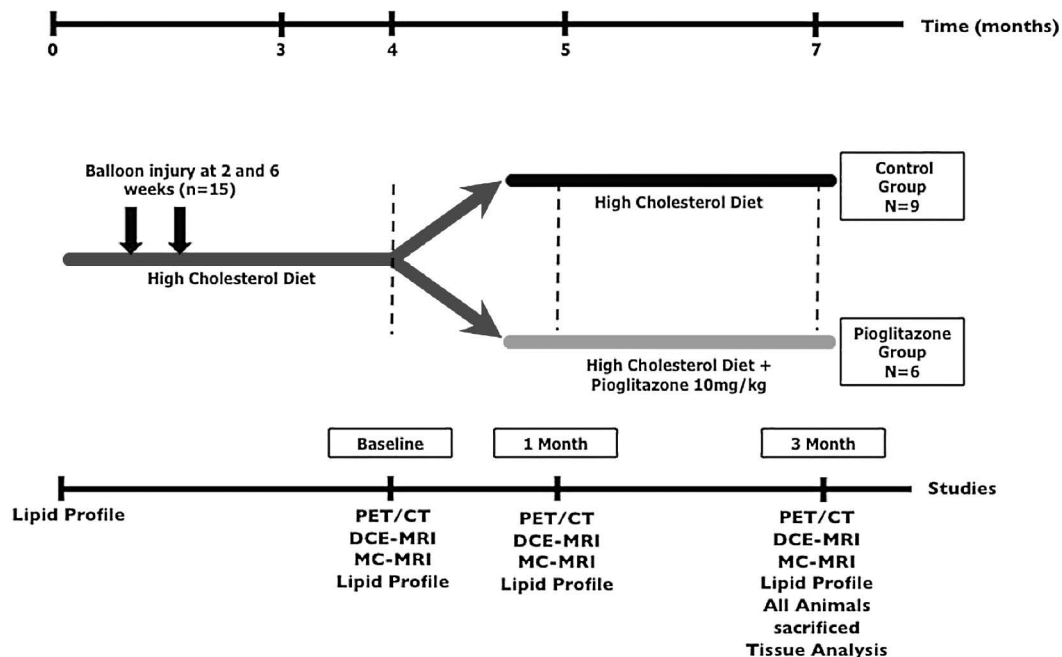 Time (months)
0 3 4 5 7
Balloon injury at 2 and 6
weeks (n=15)
High Cholesterol Diet
High Cholesterol Diet
Control
Group
N=9
High Cholesterol Diet +
Pioglitazone 10mg/kg
Pioglitazone
Group
N=6
Baseline
1 Month
3 Month
Studies
Lipid Profile
PET/CT
DCE-MRI
MC-MRI
Lipid Profile
PET/CT
DCE-MRI
MC-MRI
Lipid Profile
PET/CT
DCE-MRI
MC-MRI
Lipid Profile
All Animals
sacrificed
Tissue Analysis